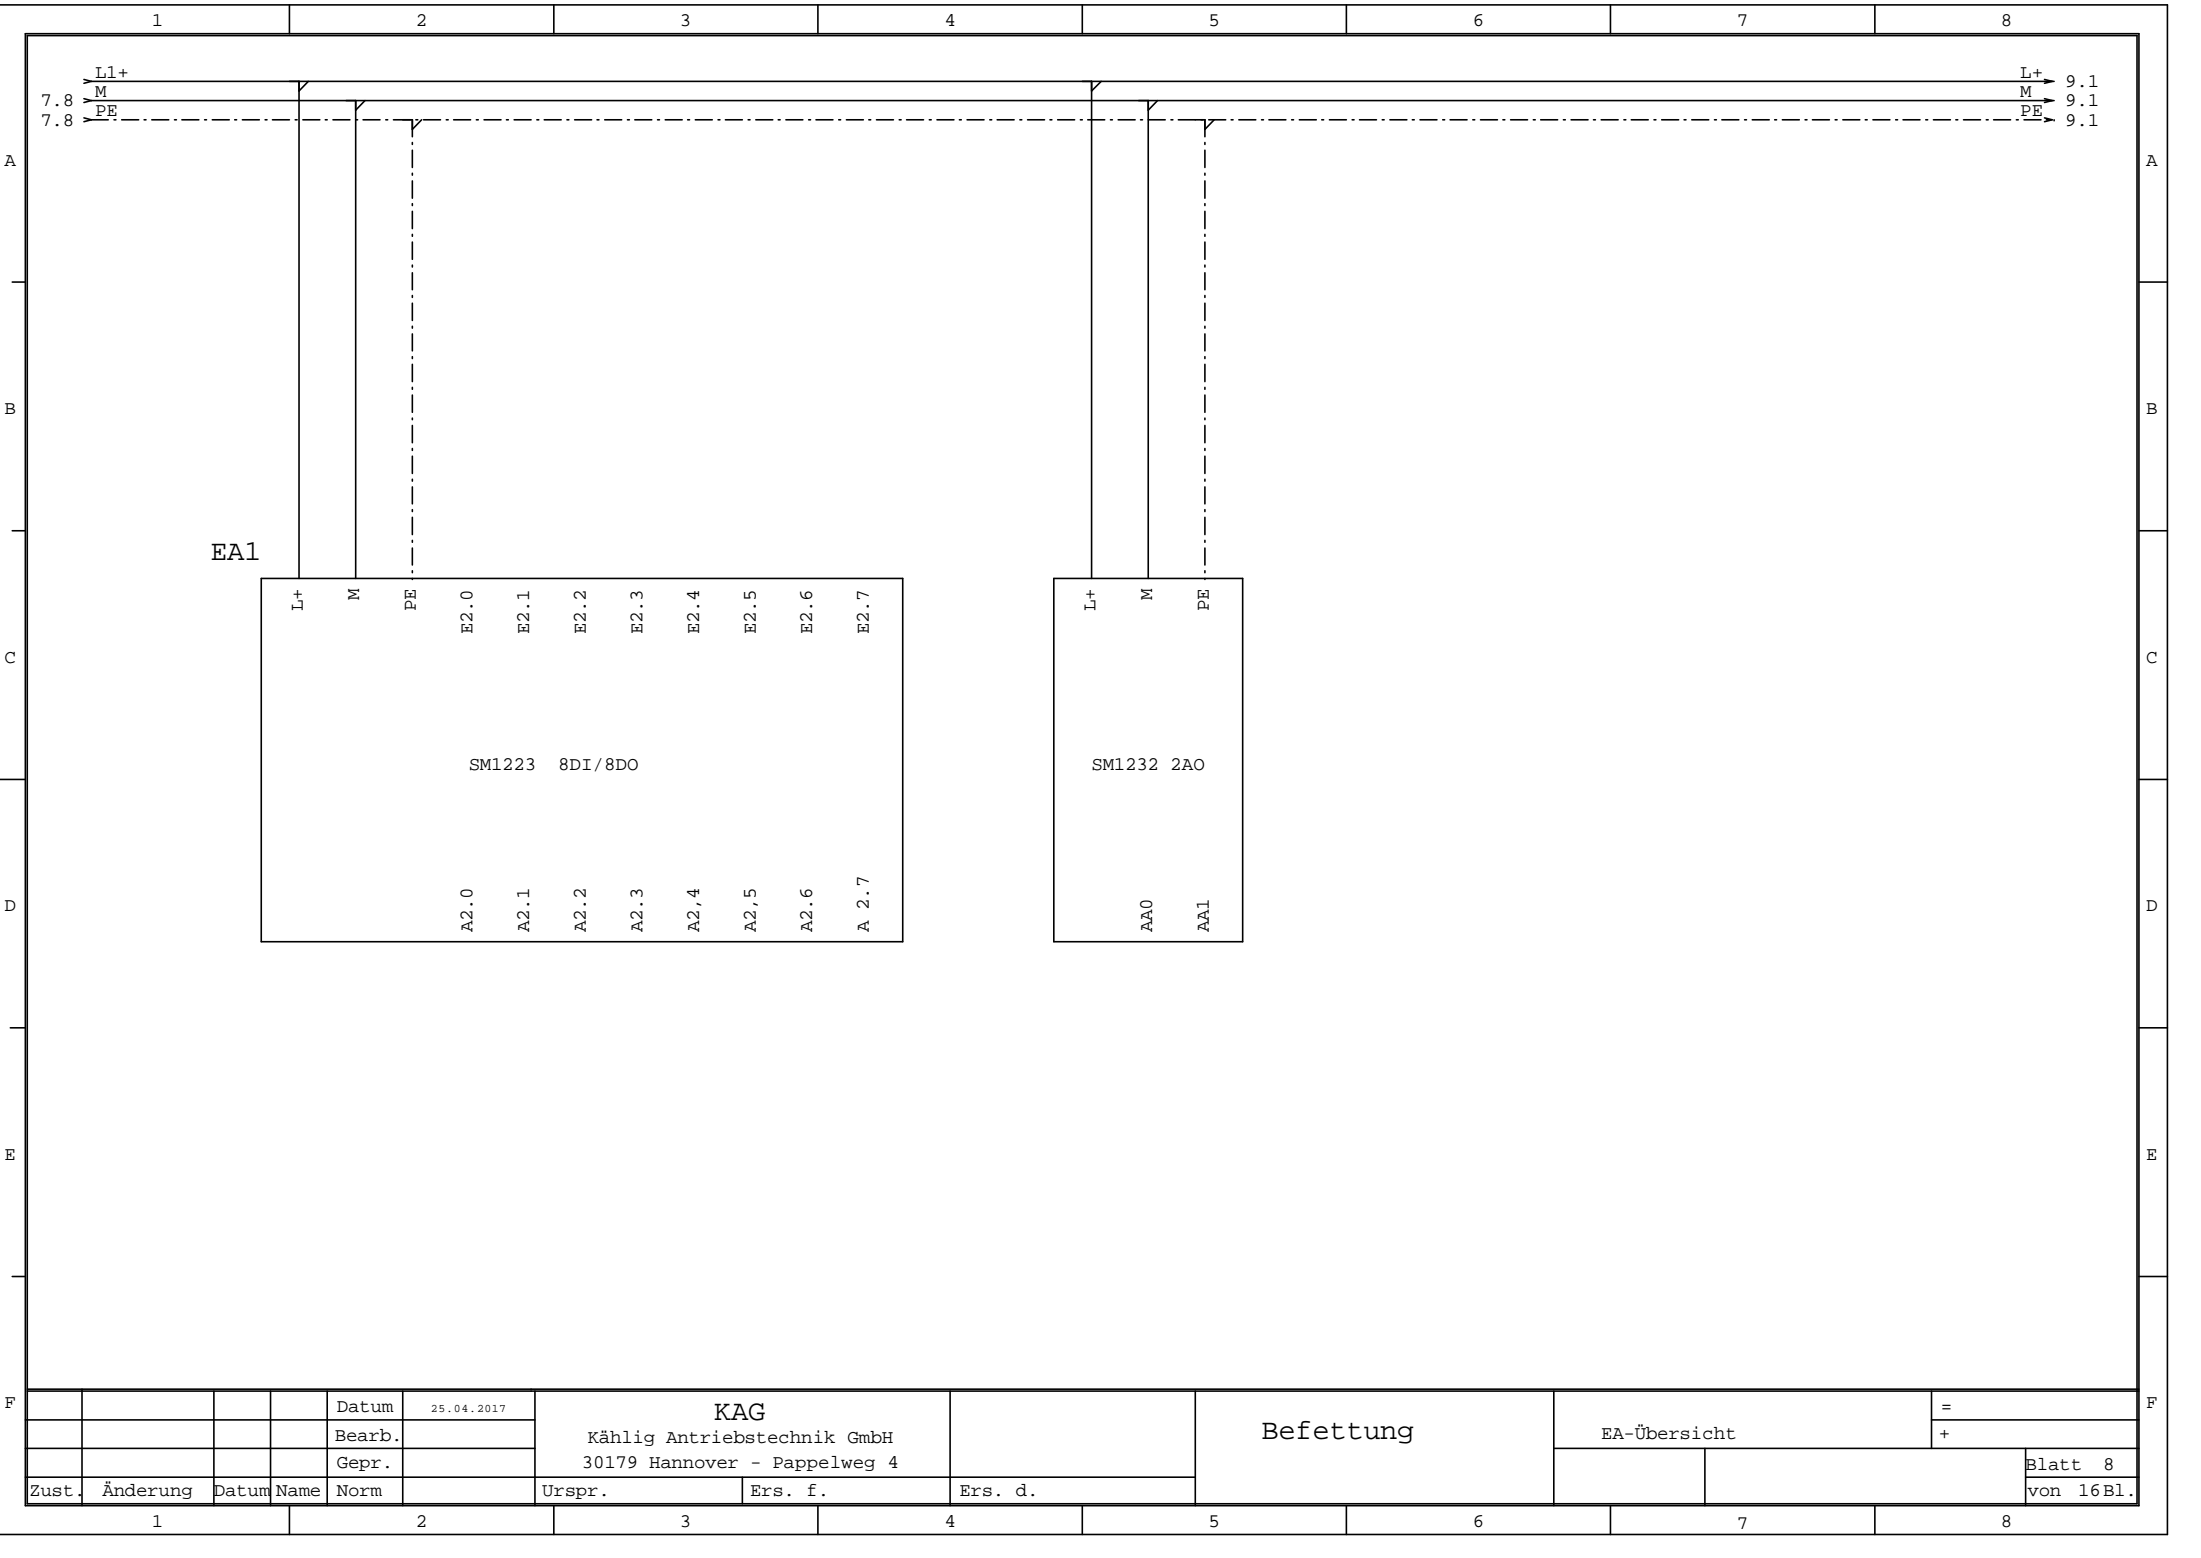 1 2 3 4 5 6 7 8
L1+ L+ 9.1
7.8 M M 9.1
7.8 PE PE 9.1
A A
B B
EA1
L+ M PE E2.0 E2.1 E2.2 E2.3 E2.4 E2.5 E2.6 E2.7 L+ M PE
C C
SM1223 8DI/8DO SM1232 2AO
A2.0 A2.1 A2.2 A2.3 A2,4 A2,5 A2.6 A 2.7 AA0 AA1
D D
E E
F F
Datum 25.04.2017 KAG =
Bearb. Kählig Antriebstechnik GmbH Befettung EA-Übersicht +
Gepr. 30179 Hannover - Pappelweg 4 Blatt 8
Zust. Änderung Datum Name Norm Urspr. Ers. f. Ers. d. von 16Bl.
1 2 3 4 5 6 7 8